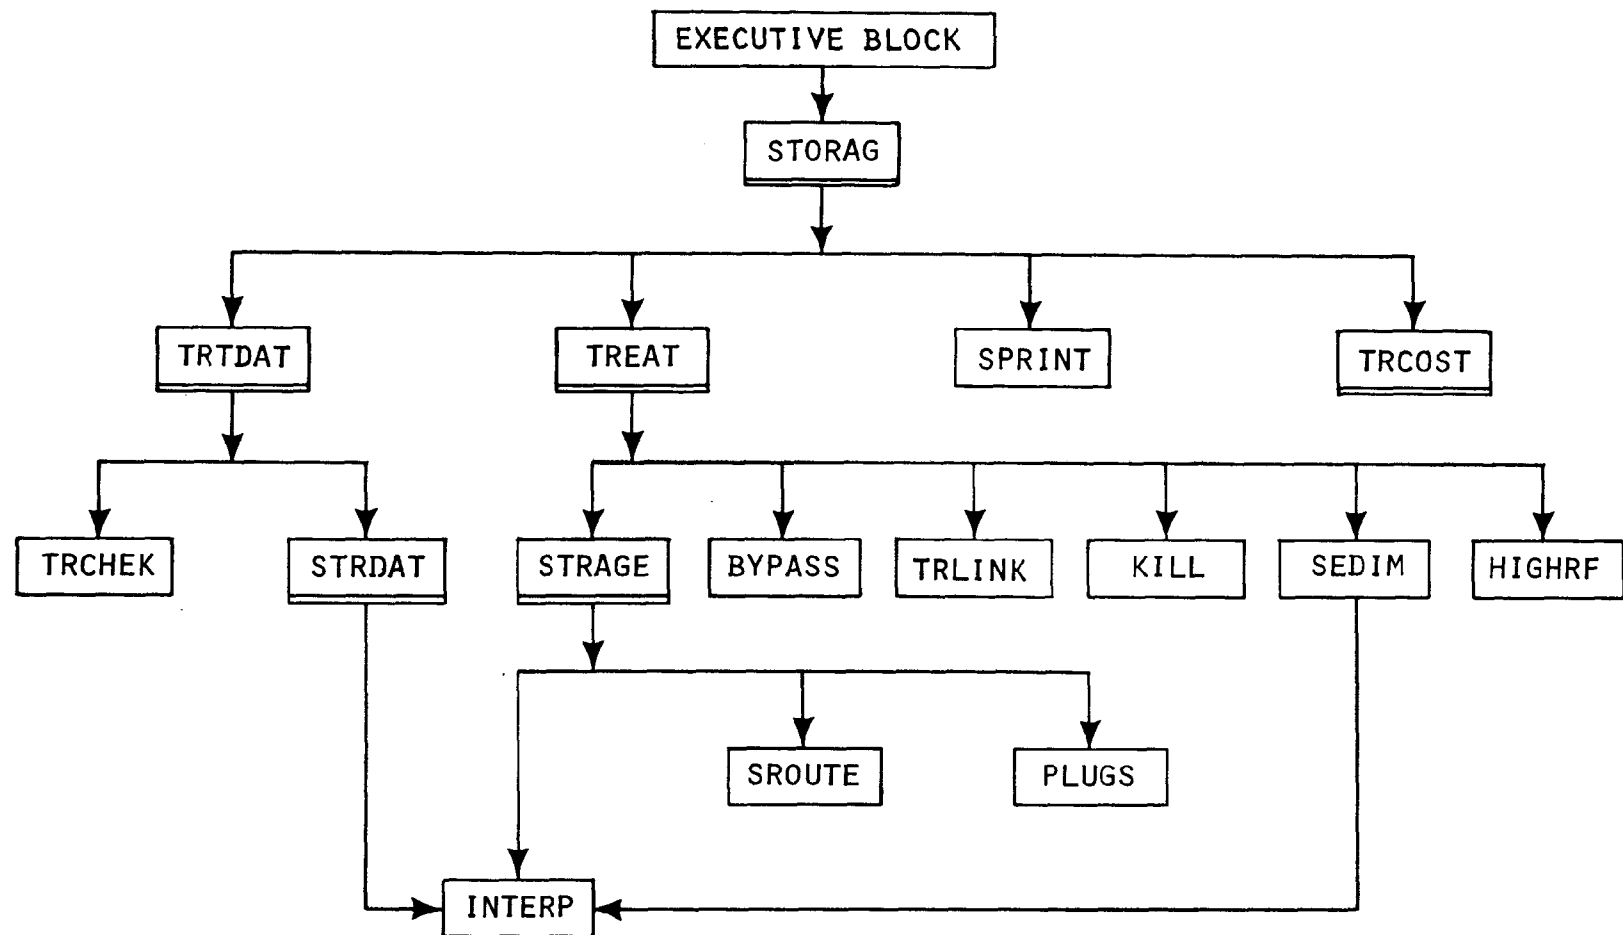 EXECUTIVE BLOCK
STORAG
TRTDAT
TREAT
SPRINT
TRCOST
TRCHEK
STRDAT
STRAGE
BYPASS
TRLINK
KILL
SEDIM
HIGHRF
SROUTE
PLUGS
INTERP